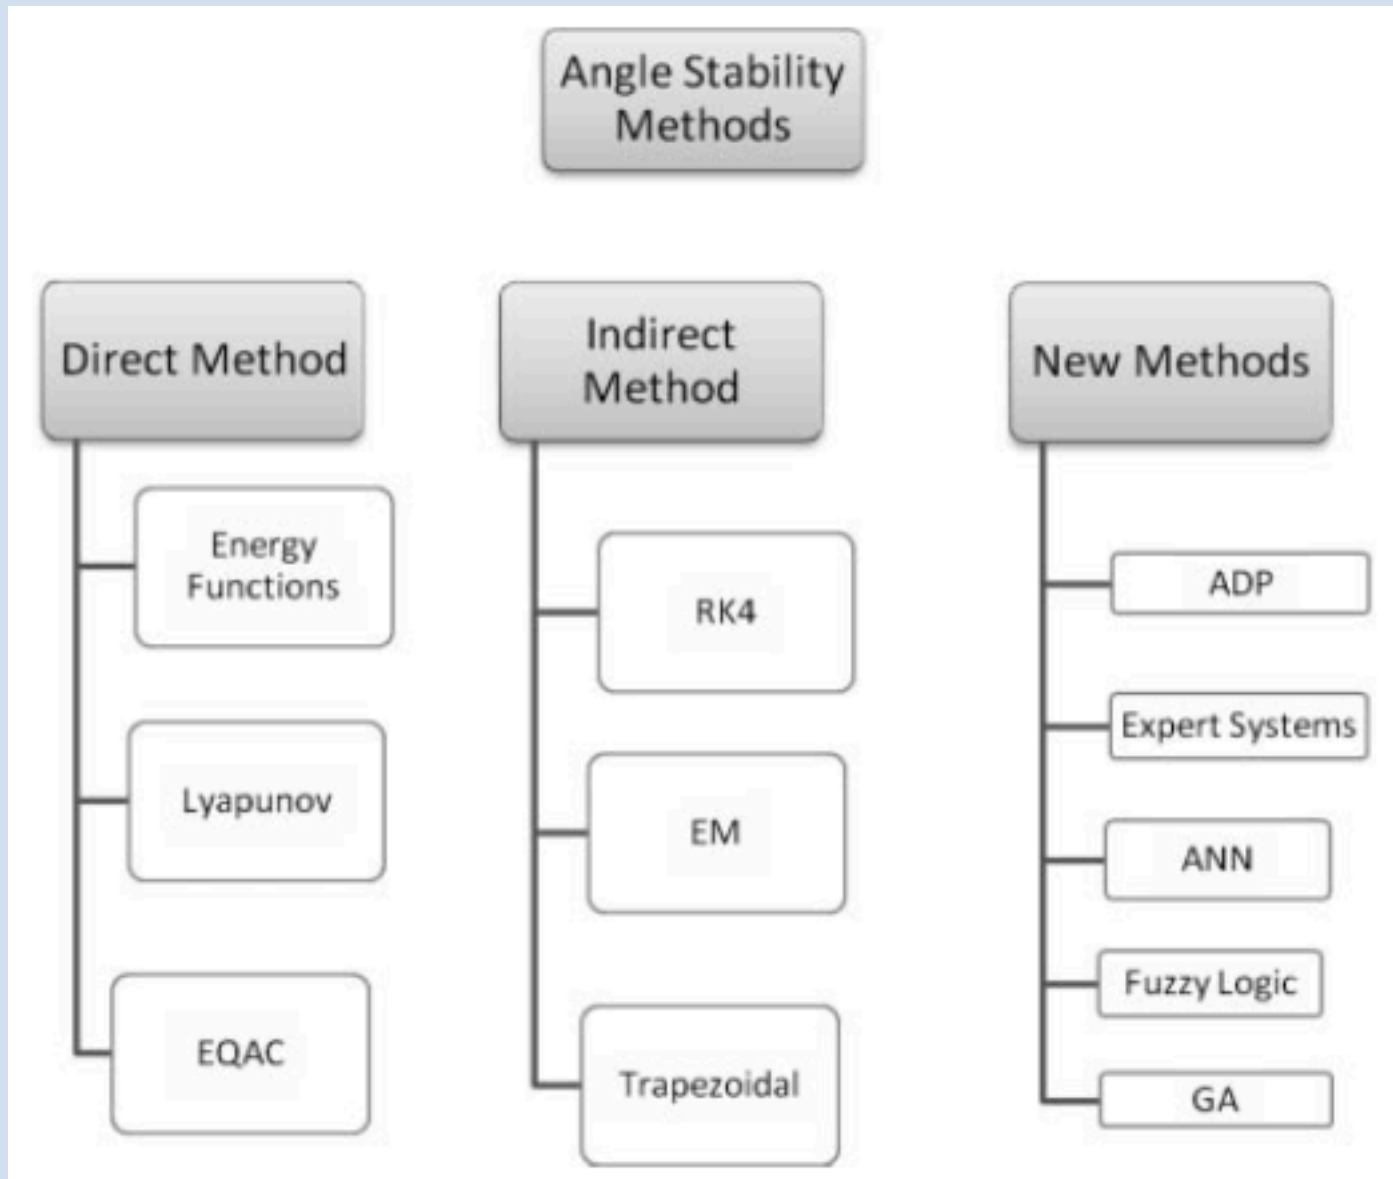 Angle Stability
Methods
Direct Method
Energy
Functions
Lyapunov
EQAC
Indirect
Method
RK4
EM
Trapezoidal
New Methods
ADP
Expert Systems
ANN
Fuzzy Logic
GA